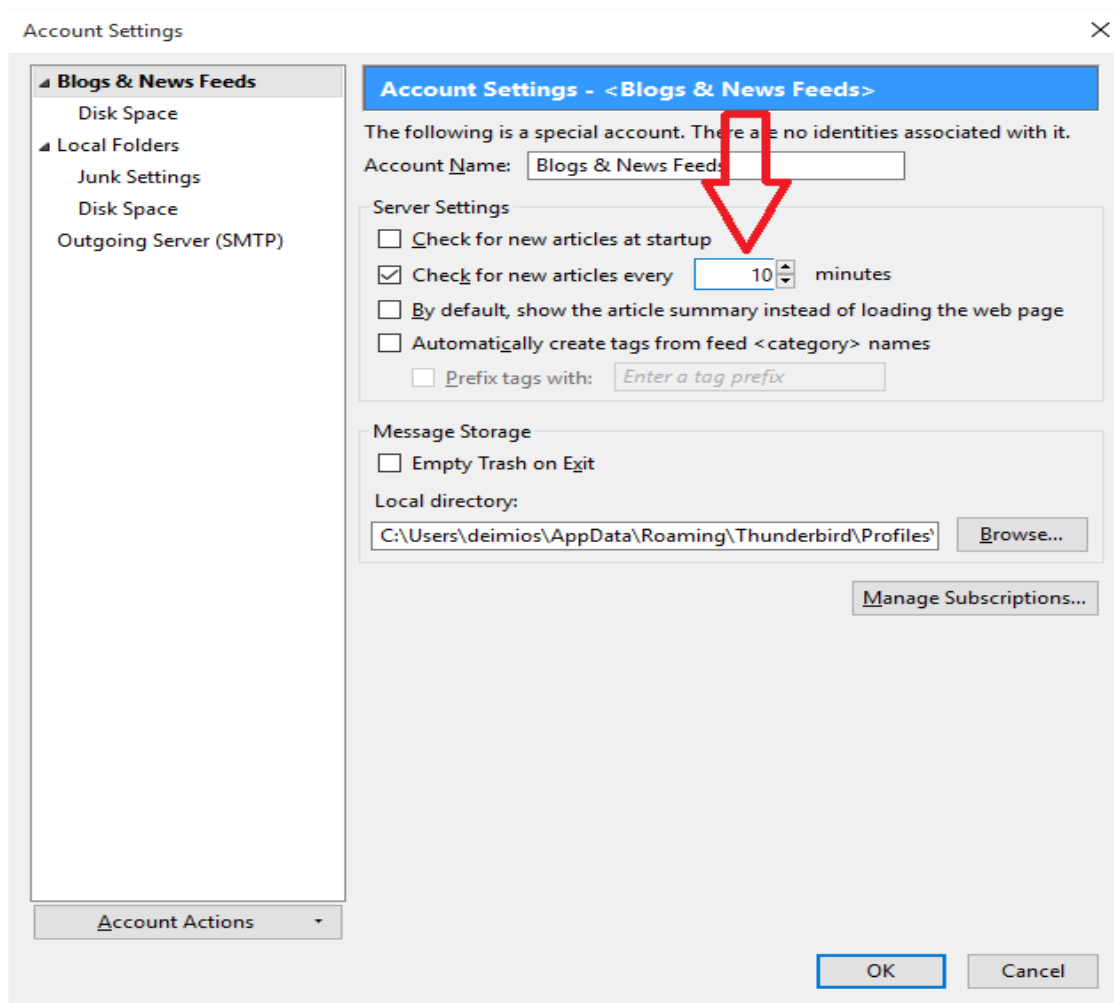 Account Settings
Blogs & News Feeds
Disk Space
Local Folders
Junk Settings
Disk Space
Outgoing Server (SMTP)
Account Actions
Account Settings - <Blogs & News Feeds>
The following is a special account. There are no identities associated with it.
Account Name: Blogs & News Feeds
Server Settings
Check for new articles at startup
Check for new articles every 10 minutes
By default, show the article summary instead of loading the web page
Automatically create tags from feed <category> names
Prefix tags with: Enter a tag prefix
Message Storage
Empty Trash on Exit
Local directory:
C:\Users\deimios\AppData\Roaming\Thunderbird\Profiles\ Browse...
Manage Subscriptions...
OK Cancel